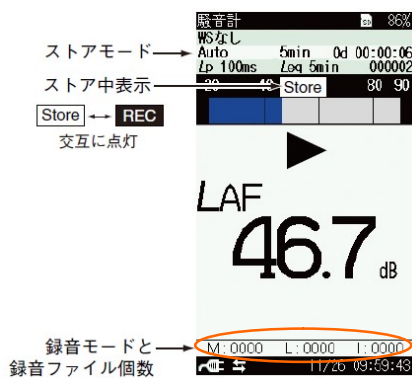 騒音計 86%
WSなし
ストアモード
Auto 5min 0d 00:00:06
Lp 100ms Leq 5min 000002
ストア中表示
Store
80 90
Store ↔ REC
交互に点灯
LAF
46.7 dB
録音モードと
録音ファイル個数
M:0000 L:0000 I:0000
11/26 09:59:43